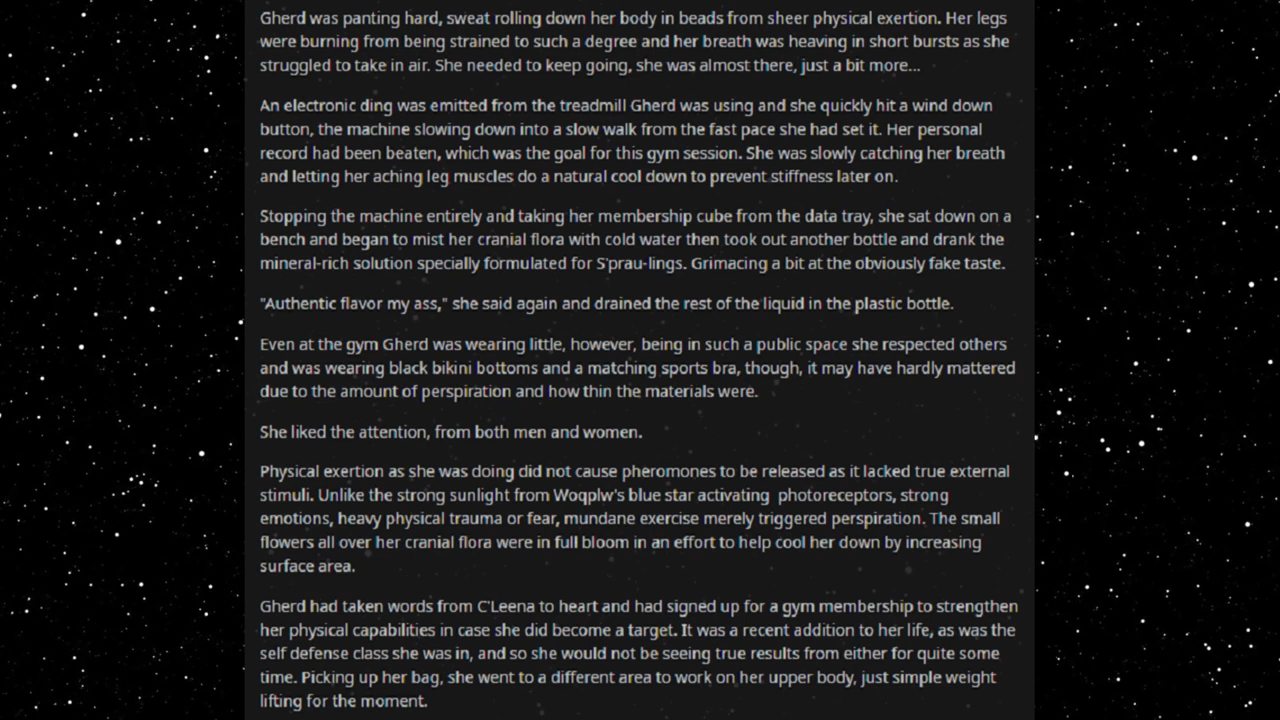 Gherd was panting hard, sweat rolling down her body in beads from sheer physical exertion. Her legs
were burning from being strained to such a degree and her breath was heaving in short bursts as she
struggled to take in air. She needed to keep going, she was almost there, just a bit more...
An electronic ding was emitted from the treadmill Gherd was using and she quickly hit a wind down
button, the machine slowing down into a slow walk from the fast pace she had set it. Her personal
record had been beaten, which was the goal for this gym session. She was slowly catching her breath
and letting her aching leg muscles do a natural cool down to prevent stiffness later on.
Stopping the machine entirely and taking her membership cube from the data tray, she sat down on a
bench and began to mist her cranial flora with cold water then took out another bottle and drank the
mineral-rich solution specially formulated for S'prau-lings. Grimacing a bit at the obviously fake taste.
"Authentic flavor my ass," she said again and drained the rest of the liquid in the plastic bottle.
Even at the gym Gherd was wearing little, however, being in such a public space she respected others
and was wearing black bikini bottoms and a matching sports bra, though, it may have hardly mattered
due to the amount of perspiration and how thin the materials were.
She liked the attention, from both men and women.
Physical exertion as she was doing did not cause pheromones to be released as it lacked true external
stimuli. Unlike the strong sunlight from Woqplw's blue star activating  photoreceptors, strong
emotions, heavy physical trauma or fear, mundane exercise merely triggered perspiration. The small
flowers all over her cranial flora were in full bloom in an effort to help cool her down by increasing
surface area.
Gherd had taken words from C'Leena to heart and had signed up for a gym membership to strengthen
her physical capabilities in case she did become a target. It was a recent addition to her life, as was the
self defense class she was in, and so she would not be seeing true results from either for quite some
time. Picking up her bag, she went to a different area to work on her upper body, just simple weight
lifting for the moment.